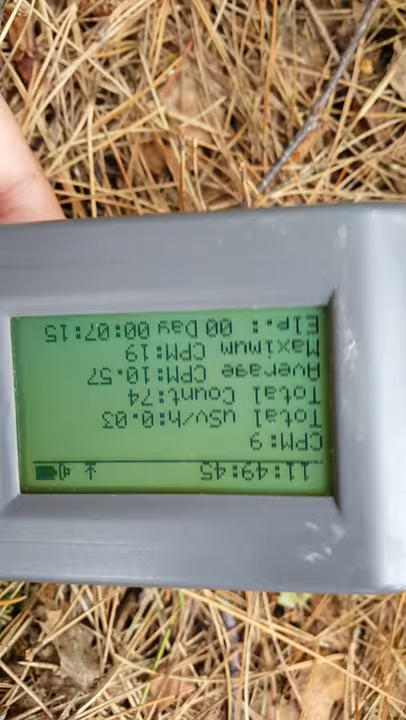 11:49:45
CPM:9
Total uSv/h:0.03
Total Count:74
Average CPM:10.57
Maximum CPM:19
Elp.: 00 Day 00:07:15